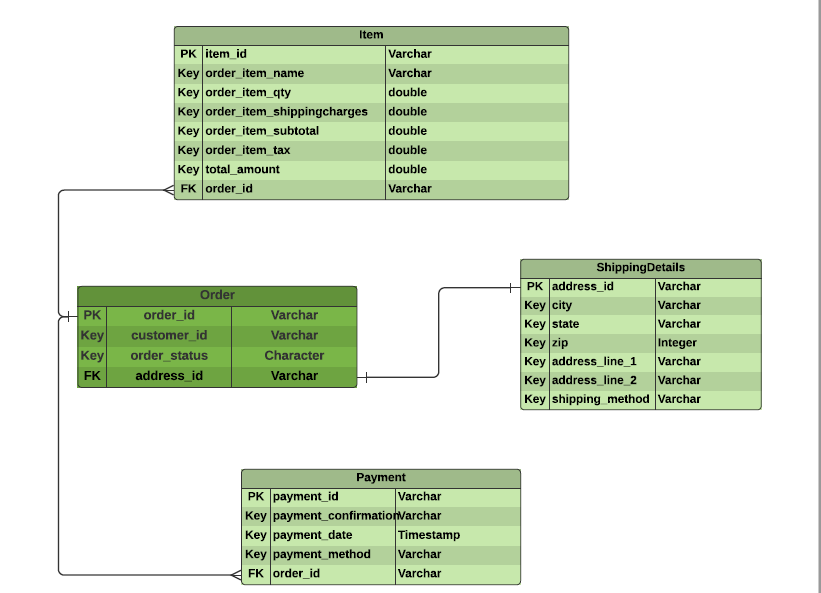 Item
PK item_id Varchar
Key order_item_name Varchar
Key order_item_qty double
Key order_item_shippingcharges double
Key order_item_subtotal double
Key order_item_tax double
Key total_amount double
FK order_id Varchar
Order
PK order_id Varchar
Key customer_id Varchar
Key order_status Character
FK address_id Varchar
ShippingDetails
PK address_id Varchar
Key city Varchar
Key state Varchar
Key zip Integer
Key address_line_1 Varchar
Key address_line_2 Varchar
Key shipping_method Varchar
Payment
PK payment_id Varchar
Key payment_confirmation Varchar
Key payment_date Timestamp
Key payment_method Varchar
FK order_id Varchar